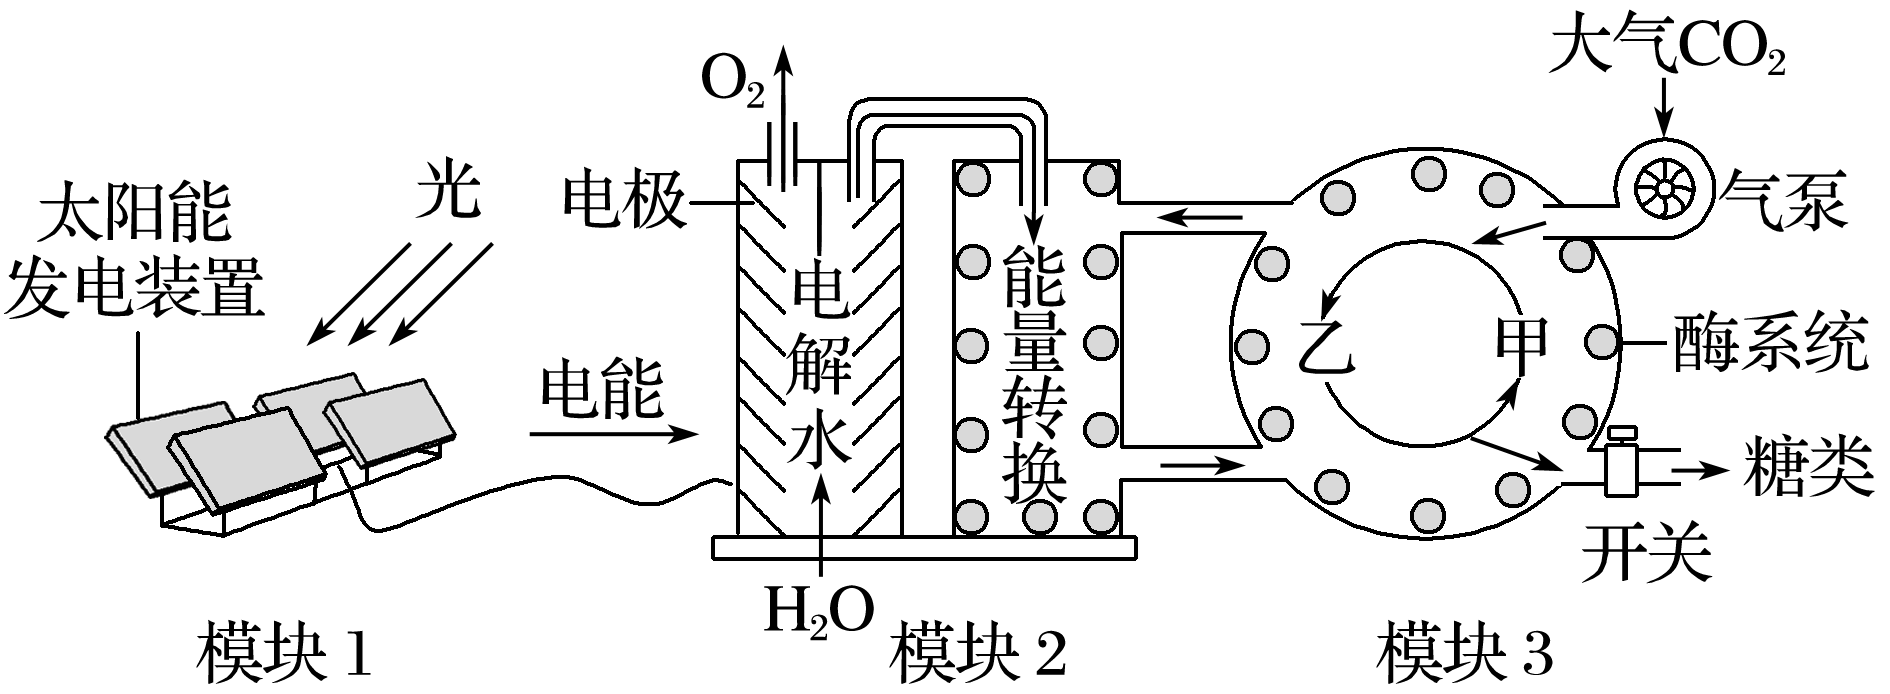 大气CO₂
O₂
光
电极
气泵
太阳能
发电装置
电能
电解水
能量转换
乙
甲
酶系统
糖类
开关
H₂O
模块1
模块2
模块3